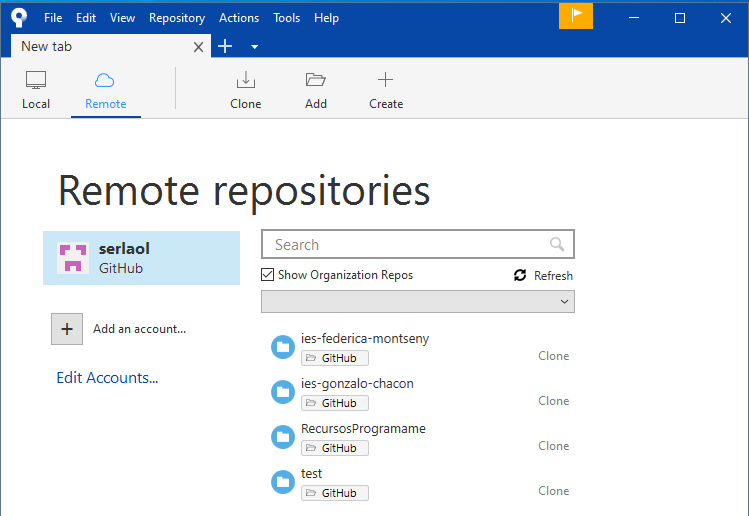 File Edit View Repository Actions Tools Help
New tab
Local Remote Clone Add Create
Remote repositories
serlaol
GitHub
Search
Show Organization Repos Refresh
Add an account...
Edit Accounts...
ies-federica-montseny
GitHub
Clone
ies-gonzalo-chacon
GitHub
Clone
RecursosProgramame
GitHub
Clone
test
GitHub
Clone